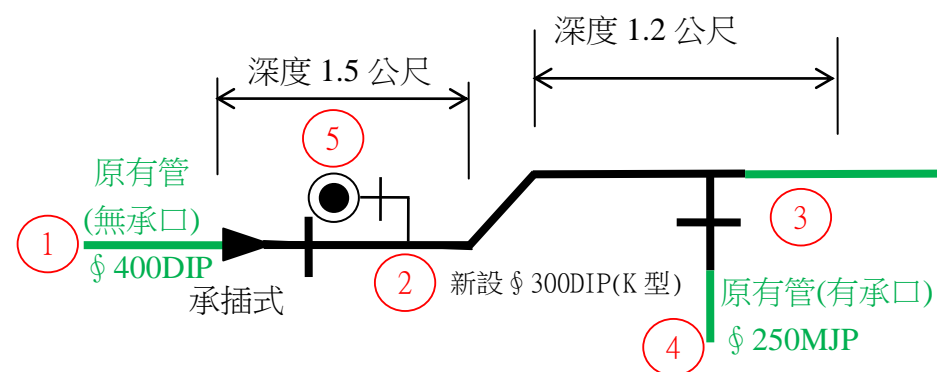 深度 1.2 公尺
深度 1.5 公尺
5
原有管
(無承口)
1
∮400DIP
承插式
2
新設∮300DIP(K 型)
3
原有管(有承口)
4
∮250MJP